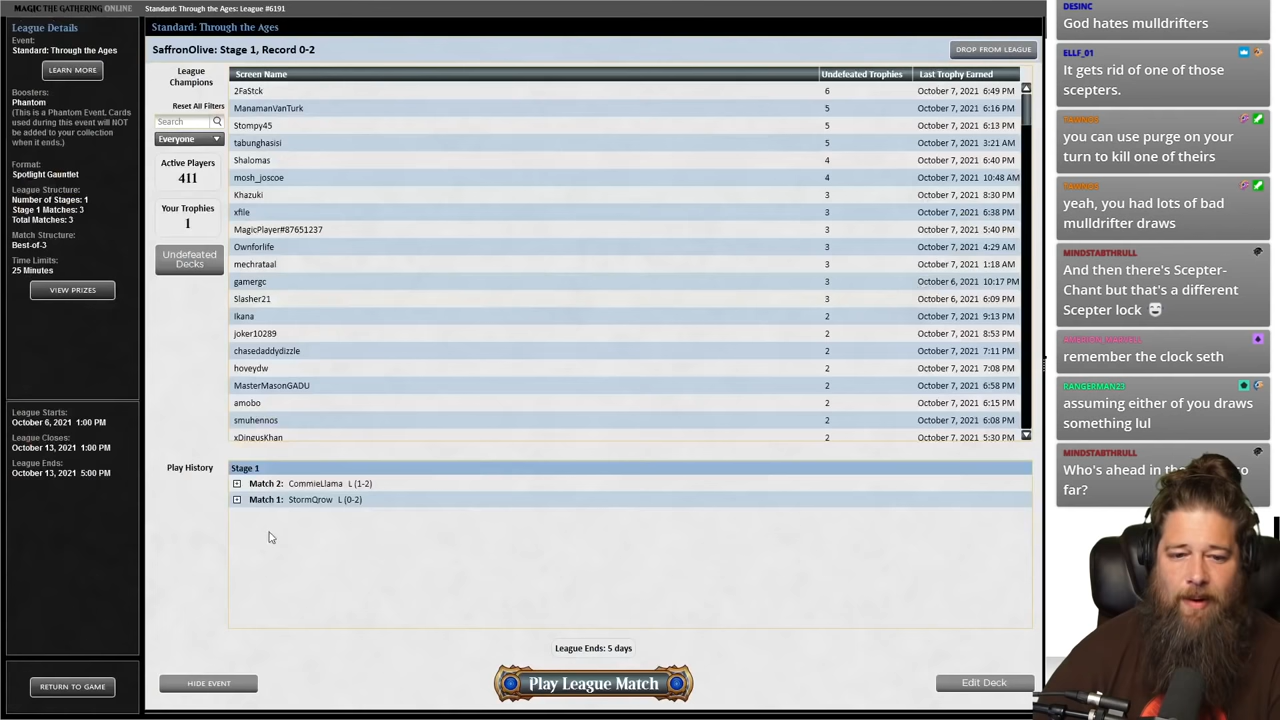 MAGIC THE GATHERING ONLINE
Standard: Through the Ages: League #6191
League Details
Event:
Standard: Through the Ages
LEARN MORE
Boosters:
Phantom
(This is a Phantom Event. Cards
used during this event will NOT
be added to your collection
when it ends.)
Format:
Spotlight Gauntlet
League Structure:
Number of Stages: 1
Stage 1 Matches: 3
Total Matches: 3
Match Structure:
Best-of-3
Time Limits:
25 Minutes
VIEW PRIZES
League Starts:
October 6, 2021 1:00 PM
League Closes:
October 13, 2021 1:00 PM
League Ends:
October 13, 2021 5:00 PM
RETURN TO GAME
Standard: Through the Ages
SaffronOlive: Stage 1, Record 0-2
DROP FROM LEAGUE
League
Champions
Reset All Filters
Search
Everyone
Active Players
411
Your Trophies
1
Undefeated
Decks
Screen Name Undefeated Trophies Last Trophy Earned
2FaStck 6 October 7, 2021 6:49 PM
ManamanVanTurk 5 October 7, 2021 6:16 PM
Stompy45 5 October 7, 2021 6:13 PM
tabunghasisi 5 October 7, 2021 3:21 AM
Shalomas 4 October 7, 2021 6:40 PM
mosh_joscoe 4 October 7, 2021 10:48 AM
Khazuki 3 October 7, 2021 8:30 PM
xfile 3 October 7, 2021 6:38 PM
MagicPlayer#87651237 3 October 7, 2021 5:40 PM
Ownforlife 3 October 7, 2021 4:29 AM
mechrataal 3 October 7, 2021 1:18 AM
gamergc 3 October 6, 2021 10:17 PM
Slasher21 3 October 6, 2021 6:09 PM
Ikana 2 October 7, 2021 9:13 PM
joker10289 2 October 7, 2021 8:53 PM
chasedaddydizzle 2 October 7, 2021 7:11 PM
hoveydw 2 October 7, 2021 7:08 PM
MasterMasonGADU 2 October 7, 2021 6:58 PM
amobo 2 October 7, 2021 6:15 PM
smuhennos 2 October 7, 2021 6:08 PM
xDingusKhan 2 October 7, 2021 5:30 PM
Play History
Stage 1
Match 2: CommieLlama L (1-2)
Match 1: StormQrow L (0-2)
League Ends: 5 days
HIDE EVENT
Play League Match
Edit Deck
DESINC
God hates mulldrifters
ELLF_01
It gets rid of one of those
scepters.
TAWNOS
you can use purge on your
turn to kill one of theirs
TAWNOS
yeah, you had lots of bad
mulldrifter draws
MINDSTABTHRULL
And then there's Scepter-
Chant but that's a different
Scepter lock
remember the clock seth
RANGERMAN23
assuming either of you draws
something lul
MINDSTABTHRULL
Who's ahead in
far?